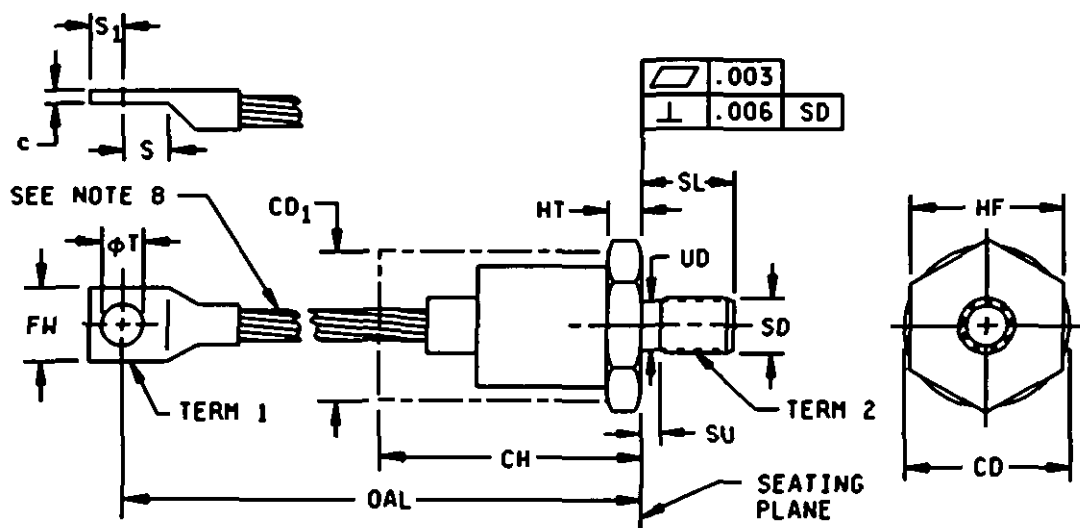 S1
c
S
SEE NOTE 8
CD1
ϕT
FW
TERM 1
HT
.003
⊥ .006 SD
SL
UD
SD
TERM 2
SU
CH
OAL
SEATING
PLANE
HF
CD